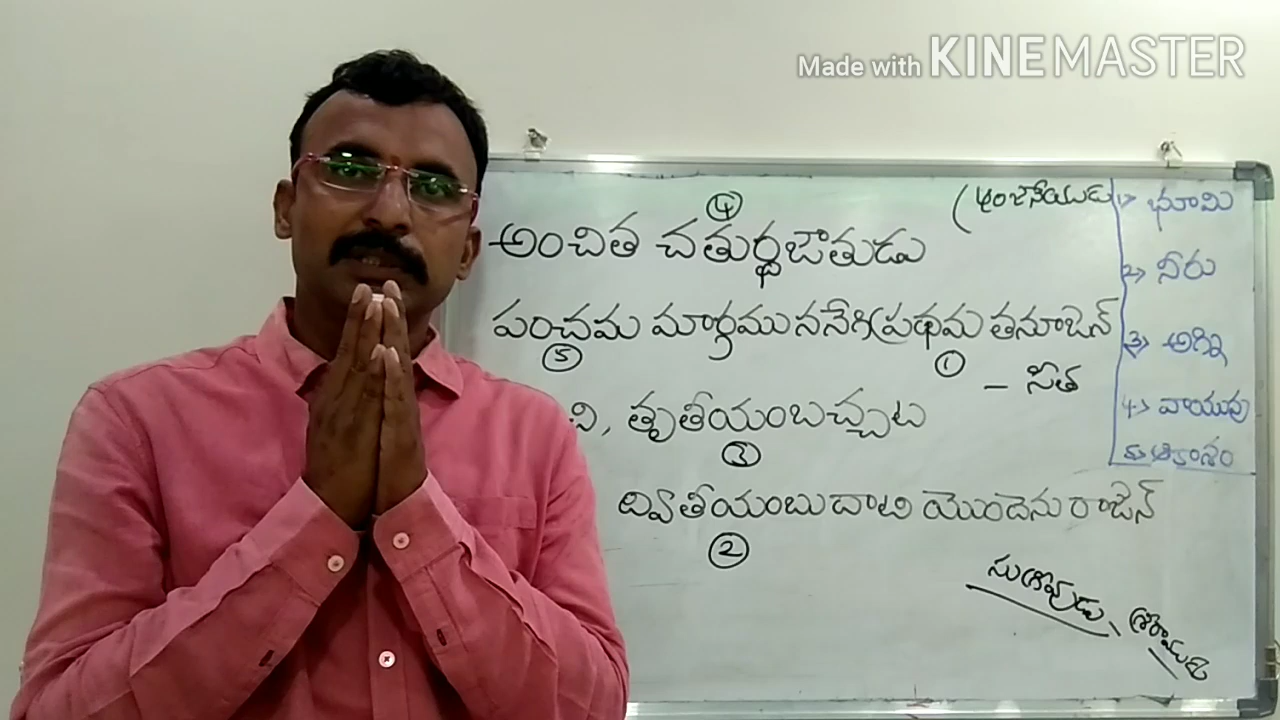 Made with KINEMASTER
(ఆంజనేయుడు
④
అంచిత చతుర్థజాతుడు
పంచమ మార్గము ననేగి ప్రథమ తనూజన్
⑤ ①
– సీత
చి, తృతీయంబచ్చట
③
ద్వితీయంబుదాటి యొందెను రాజెన్
②
సుగ్రీవుడు, శ్రీరాముడి
1-> భూమి
2-> నీరు
3-> అగ్ని
4-> వాయువు
5-> ఆకాశం